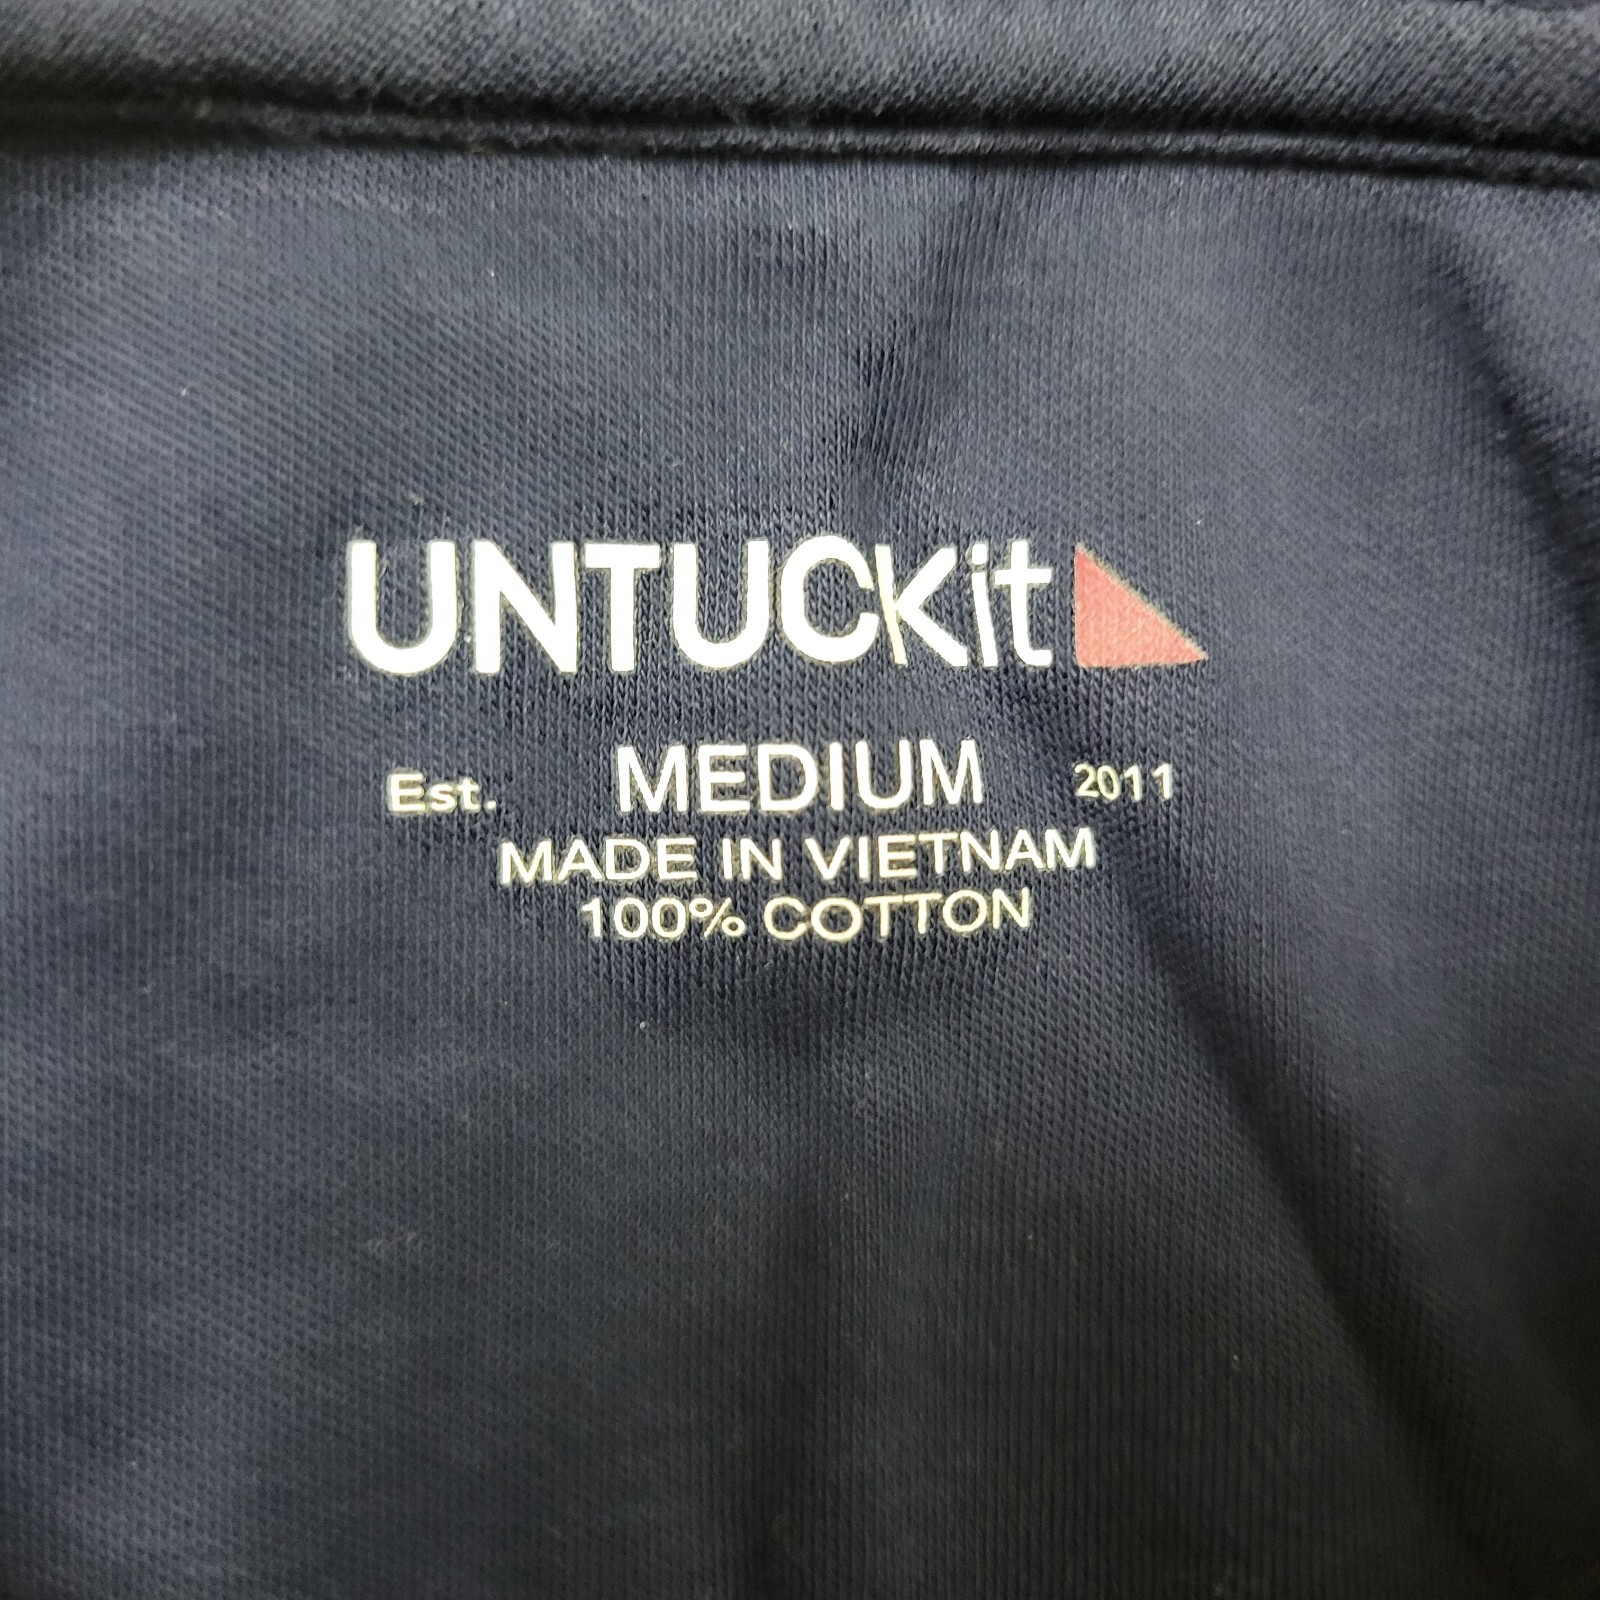 UNTUCKit
Est. MEDIUM 2011
MADE IN VIETNAM
100% COTTON